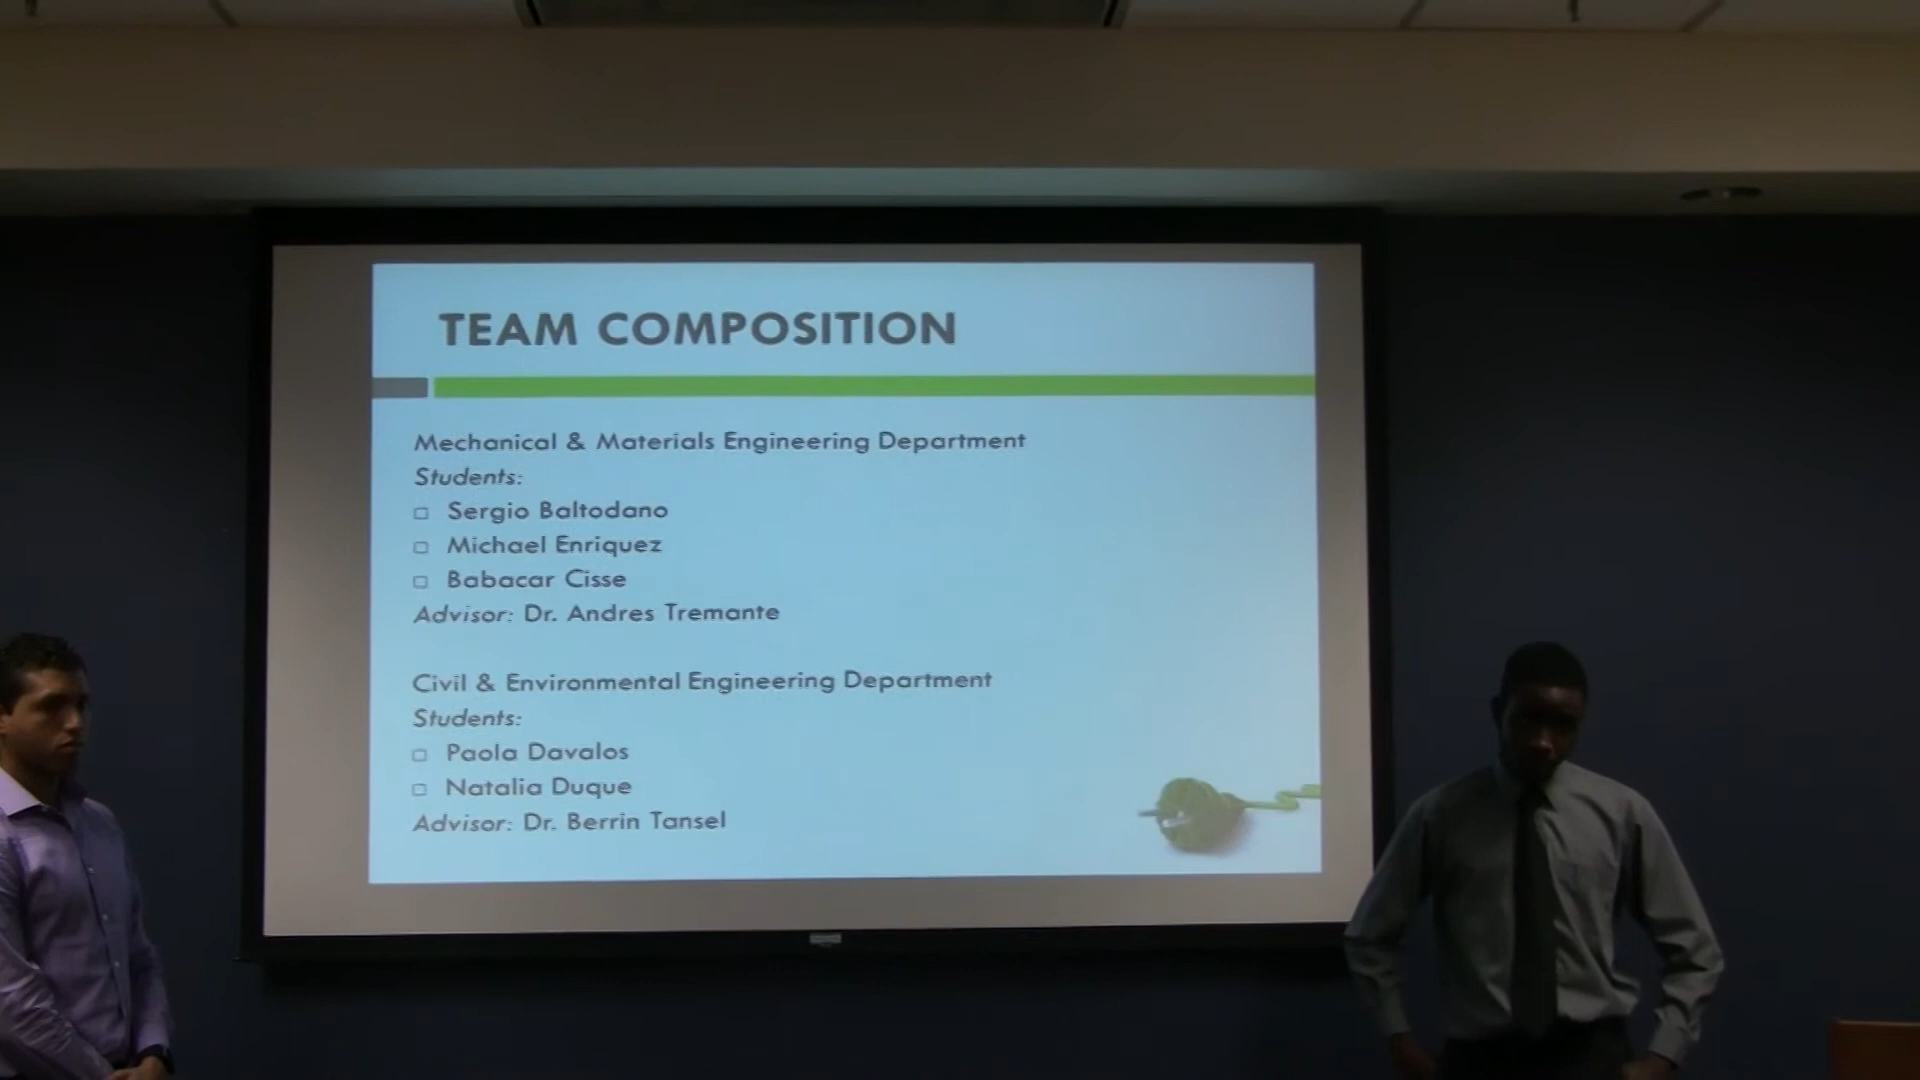 TEAM COMPOSITION
Mechanical & Materials Engineering Department
Students:
Sergio Baltodano
Michael Enriquez
Babacar Cisse
Advisor: Dr. Andres Tremante
Civil & Environmental Engineering Department
Students:
Paola Davalos
Natalia Duque
Advisor: Dr. Berrin Tansel